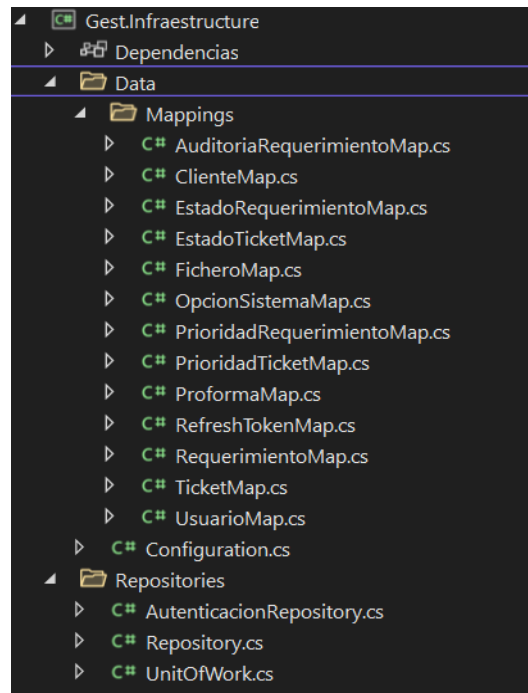 C# Gest.Infraestructure
Dependencias
Data
Mappings
C# AuditoriaRequerimientoMap.cs
C# ClienteMap.cs
C# EstadoRequerimientoMap.cs
C# EstadoTicketMap.cs
C# FicheroMap.cs
C# OpcionSistemaMap.cs
C# PrioridadRequerimientoMap.cs
C# PrioridadTicketMap.cs
C# ProformaMap.cs
C# RefreshTokenMap.cs
C# RequerimientoMap.cs
C# TicketMap.cs
C# UsuarioMap.cs
C# Configuration.cs
Repositories
C# AutenticacionRepository.cs
C# Repository.cs
C# UnitOfWork.cs